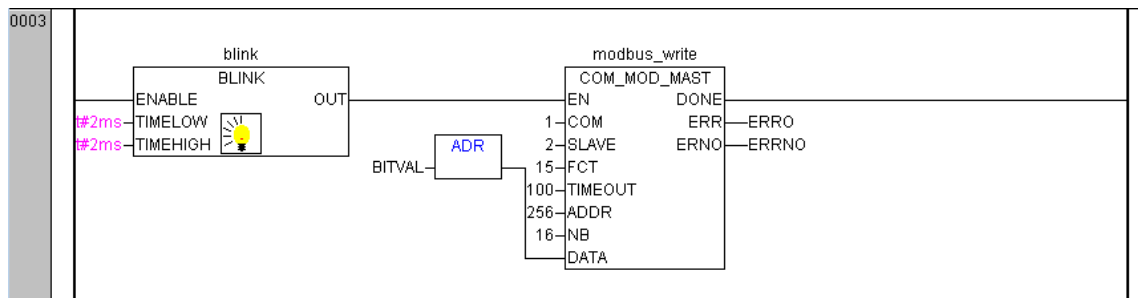 0003
blink
modbus_write
BLINK
COM_MOD_MAST
ENABLE OUT
EN DONE
t#2ms TIMELOW
1 COM ERR ERRO
t#2ms TIMEHIGH
ADR
2 SLAVE ERNO ERRNO
BITVAL
15 FCT
100 TIMEOUT
256 ADDR
16 NB
DATA